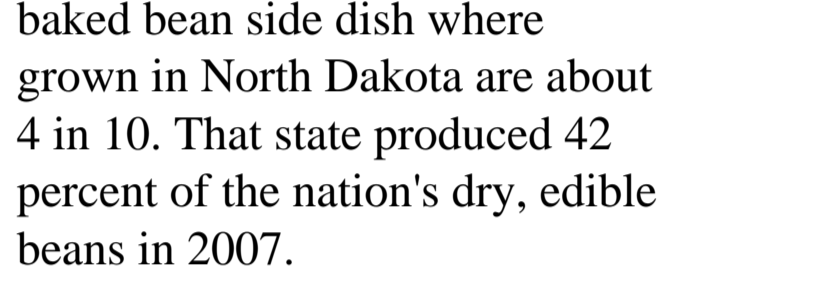 baked bean side dish where
grown in North Dakota are about
4 in 10. That state produced 42
percent of the nation's dry, edible
beans in 2007.